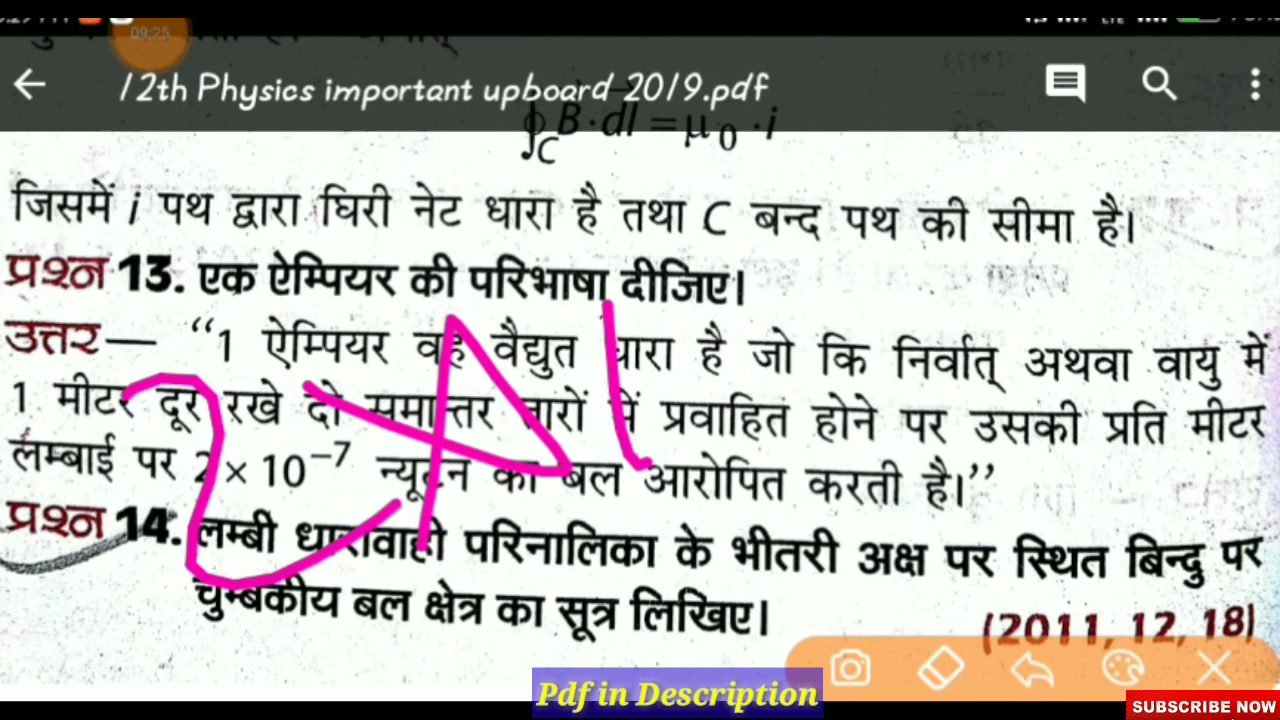 09:25
12th Physics important upboard 2019.pdf
∮C B · dl = μ0 · i
जिसमें i पथ द्वारा घिरी नेट धारा है तथा C बन्द पथ की सीमा है।
प्रश्न 13. एक ऐम्पियर की परिभाषा दीजिए।
उत्तर— “1 ऐम्पियर वह वैद्युत धारा है जो कि निर्वात् अथवा वायु में
1 मीटर दूर रखे दो समान्तर तारों में प्रवाहित होने पर उसकी प्रति मीटर
लम्बाई पर 2 × 10⁻⁷ न्यूटन का बल आरोपित करती है।”
प्रश्न 14. लम्बी धारावाही परिनालिका के भीतरी अक्ष पर स्थित बिन्दु पर
चुम्बकीय बल क्षेत्र का सूत्र लिखिए।
(2011, 12, 18)
Pdf in Description
SUBSCRIBE NOW